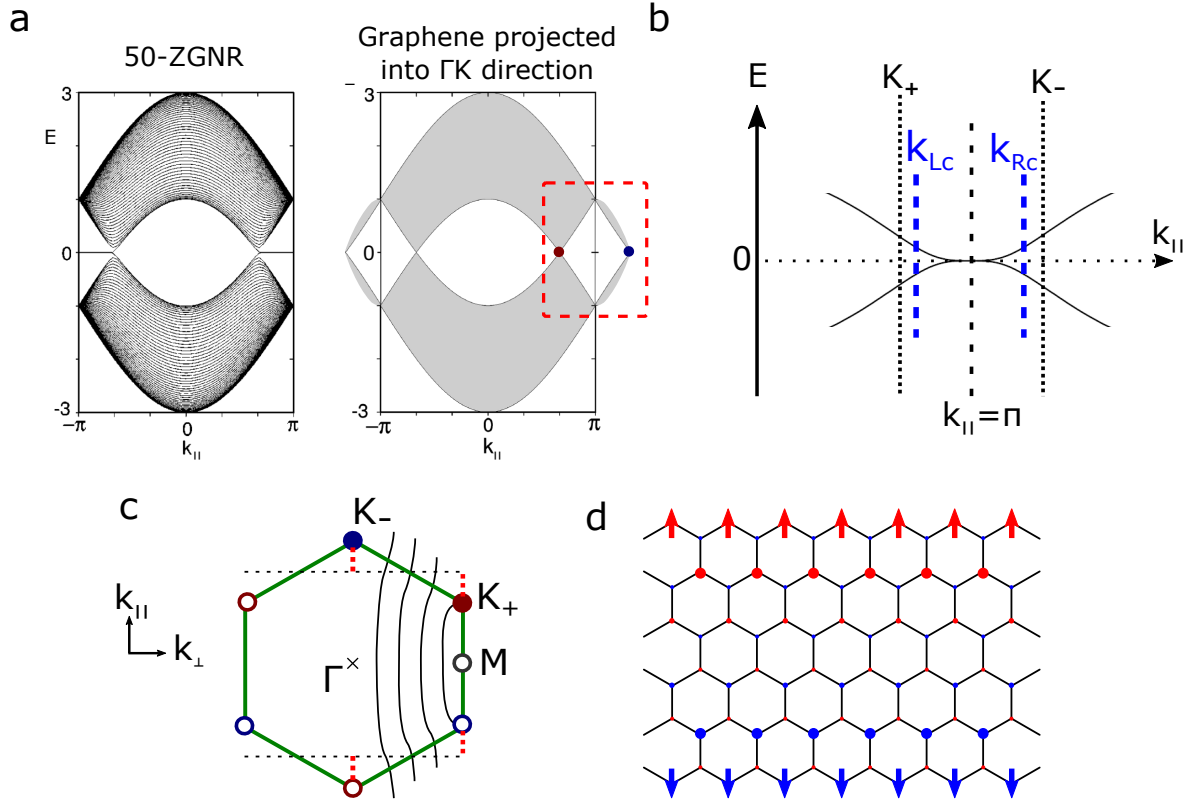 a
50-ZGNR
Graphene projected
into ΓK direction
3
E
0
-3
−π
0
π
k||
3
0
-3
−π
0
π
k||
b
E
K+
K-
kLc
kRc
k||
0
k||=π
c
K-
k||
K+
k⊥
Γ×
M
d